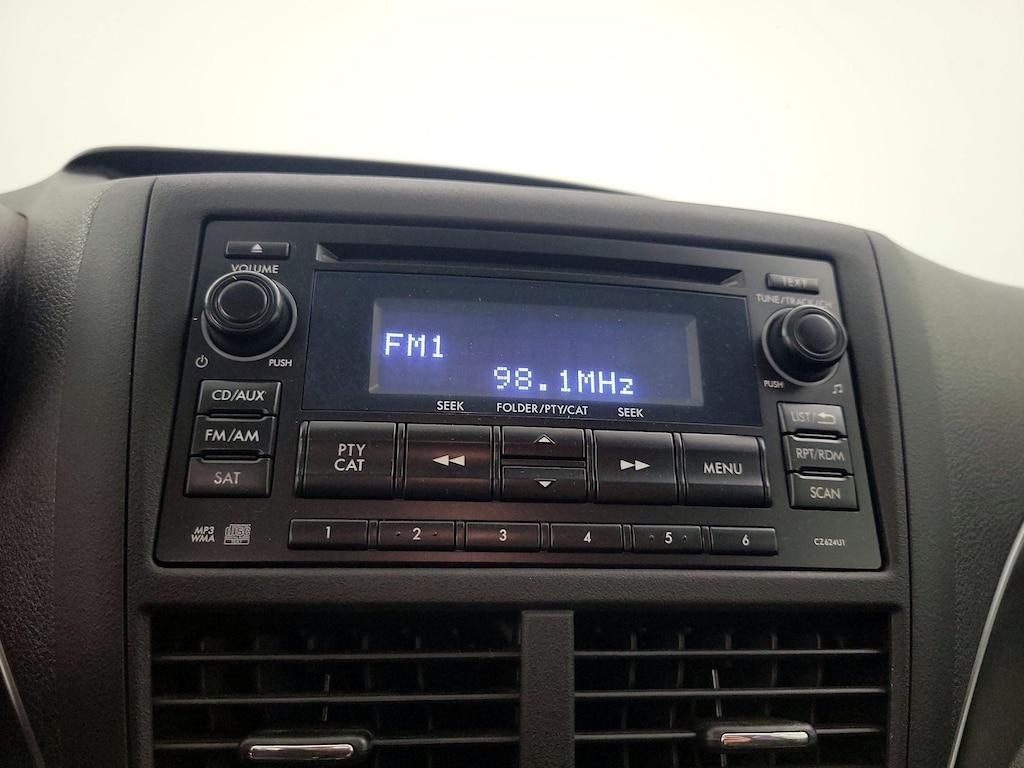 VOLUME
TEXT
TUNE/TRACK/CH
PUSH
PUSH
FM1
98.1MHz
SEEK
FOLDER/PTY/CAT
SEEK
CD/AUX
FM/AM
SAT
PTY
CAT
MENU
LIST/
RPT/RDM
SCAN
MP3
WMA
disc
1
2
3
4
5
6
CZ624U1